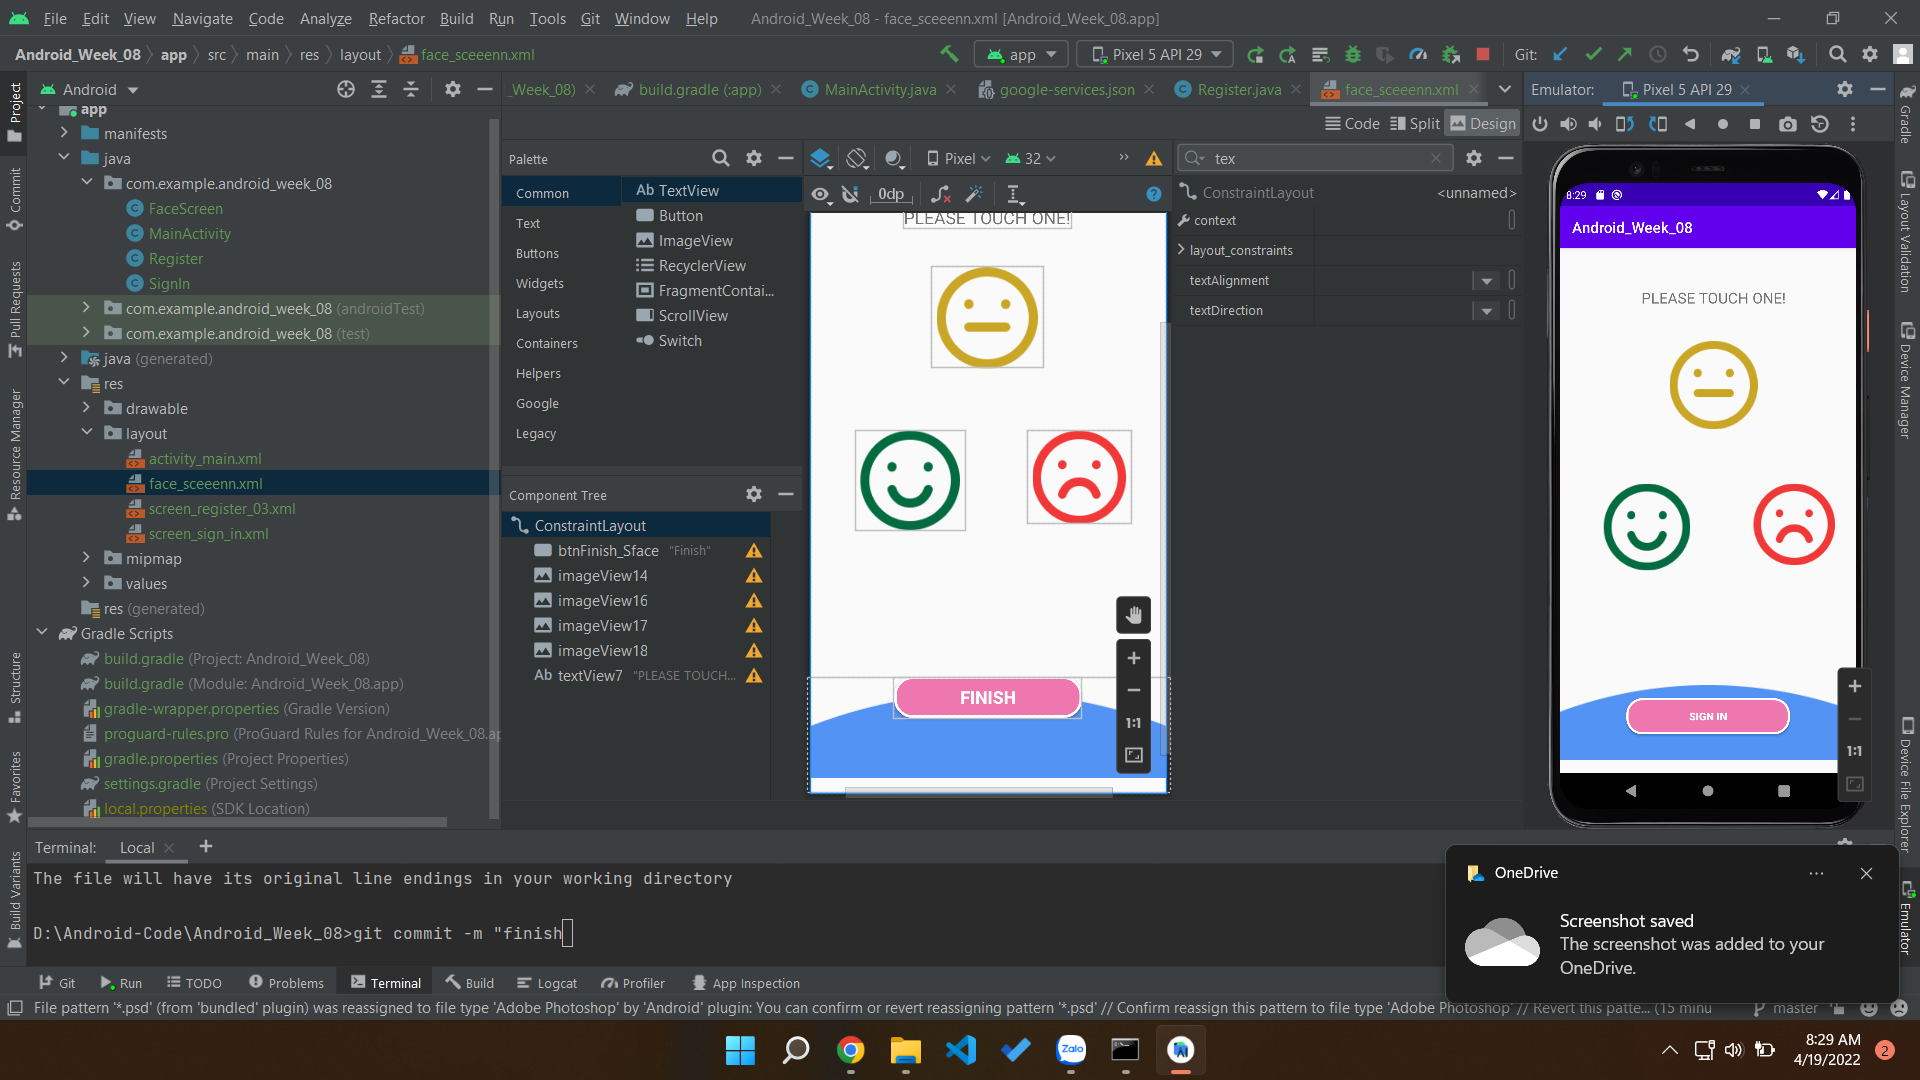 File Edit View Navigate Code Analyze Refactor Build Run Tools Git Window Help Android_Week_08 - face_sceeenn.xml [Android_Week_08.app]
Android_Week_08 app src main res layout face_sceeenn.xml app Pixel 5 API 29 Git:
Android
_Week_08) build.gradle (:app) MainActivity.java google-services.json Register.java face_sceeenn.xml
Emulator: Pixel 5 API 29
Code Split Design
Project
Commit
Pull Requests
Resource Manager
Structure
Favorites
Build Variants
app
manifests
java
com.example.android_week_08
FaceScreen
MainActivity
Register
SignIn
com.example.android_week_08 (androidTest)
com.example.android_week_08 (test)
java (generated)
res
drawable
layout
activity_main.xml
face_sceeenn.xml
screen_register_03.xml
screen_sign_in.xml
mipmap
values
res (generated)
Gradle Scripts
build.gradle (Project: Android_Week_08)
build.gradle (Module: Android_Week_08.app)
gradle-wrapper.properties (Gradle Version)
proguard-rules.pro (ProGuard Rules for Android_Week_08.ap
gradle.properties (Project Properties)
settings.gradle (Project Settings)
local.properties (SDK Location)
Palette
Common
Text
Buttons
Widgets
Layouts
Containers
Helpers
Google
Legacy
Ab TextView
Button
ImageView
RecyclerView
FragmentContai...
ScrollView
Switch
Component Tree
ConstraintLayout
btnFinish_Sface "Finish"
imageView14
imageView16
imageView17
imageView18
Ab textView7 "PLEASE TOUCH...
Pixel 32
0dp
PLEASE TOUCH ONE!
FINISH
1:1
tex
ConstraintLayout <unnamed>
context
layout_constraints
textAlignment
textDirection
8:29
Android_Week_08
PLEASE TOUCH ONE!
SIGN IN
1:1
Gradle
Layout Validation
Device Manager
Device File Explorer
Emulator
Terminal: Local
The file will have its original line endings in your working directory
D:\Android-Code\Android_Week_08>git commit -m "finish
OneDrive
Screenshot saved
The screenshot was added to your
OneDrive.
Git Run TODO Problems Terminal Build Logcat Profiler App Inspection
File pattern '*.psd' (from 'bundled' plugin) was reassigned to file type 'Adobe Photoshop' by 'Android' plugin: You can confirm or revert reassigning pattern '*.psd' // Confirm reassign this pattern to file type 'Adobe Photoshop' // Revert this patte... (15 minu master
Zalo
8:29 AM
4/19/2022
2